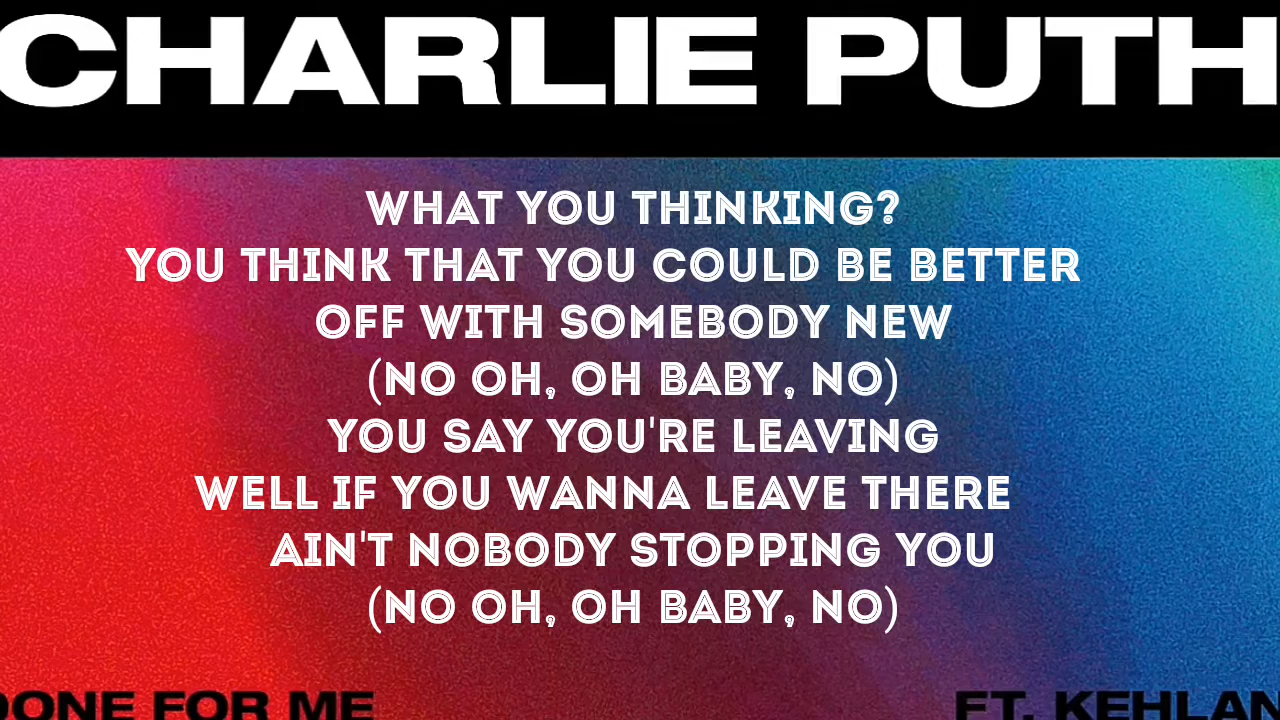 CHARLIE PUTH
WHAT YOU THINKING?
YOU THINK THAT YOU COULD BE BETTER
OFF WITH SOMEBODY NEW
(NO OH, OH BABY, NO)
YOU SAY YOU'RE LEAVING
WELL IF YOU WANNA LEAVE THERE
AIN'T NOBODY STOPPING YOU
(NO OH, OH BABY, NO)
DONE FOR ME
FT. KEHLAN